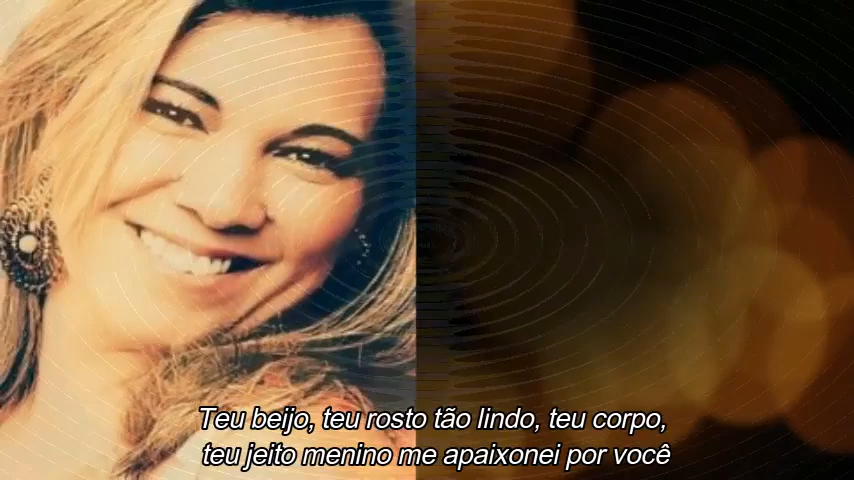 Teu beijo, teu rosto tão lindo, teu corpo,
teu jeito menino me apaixonei por você